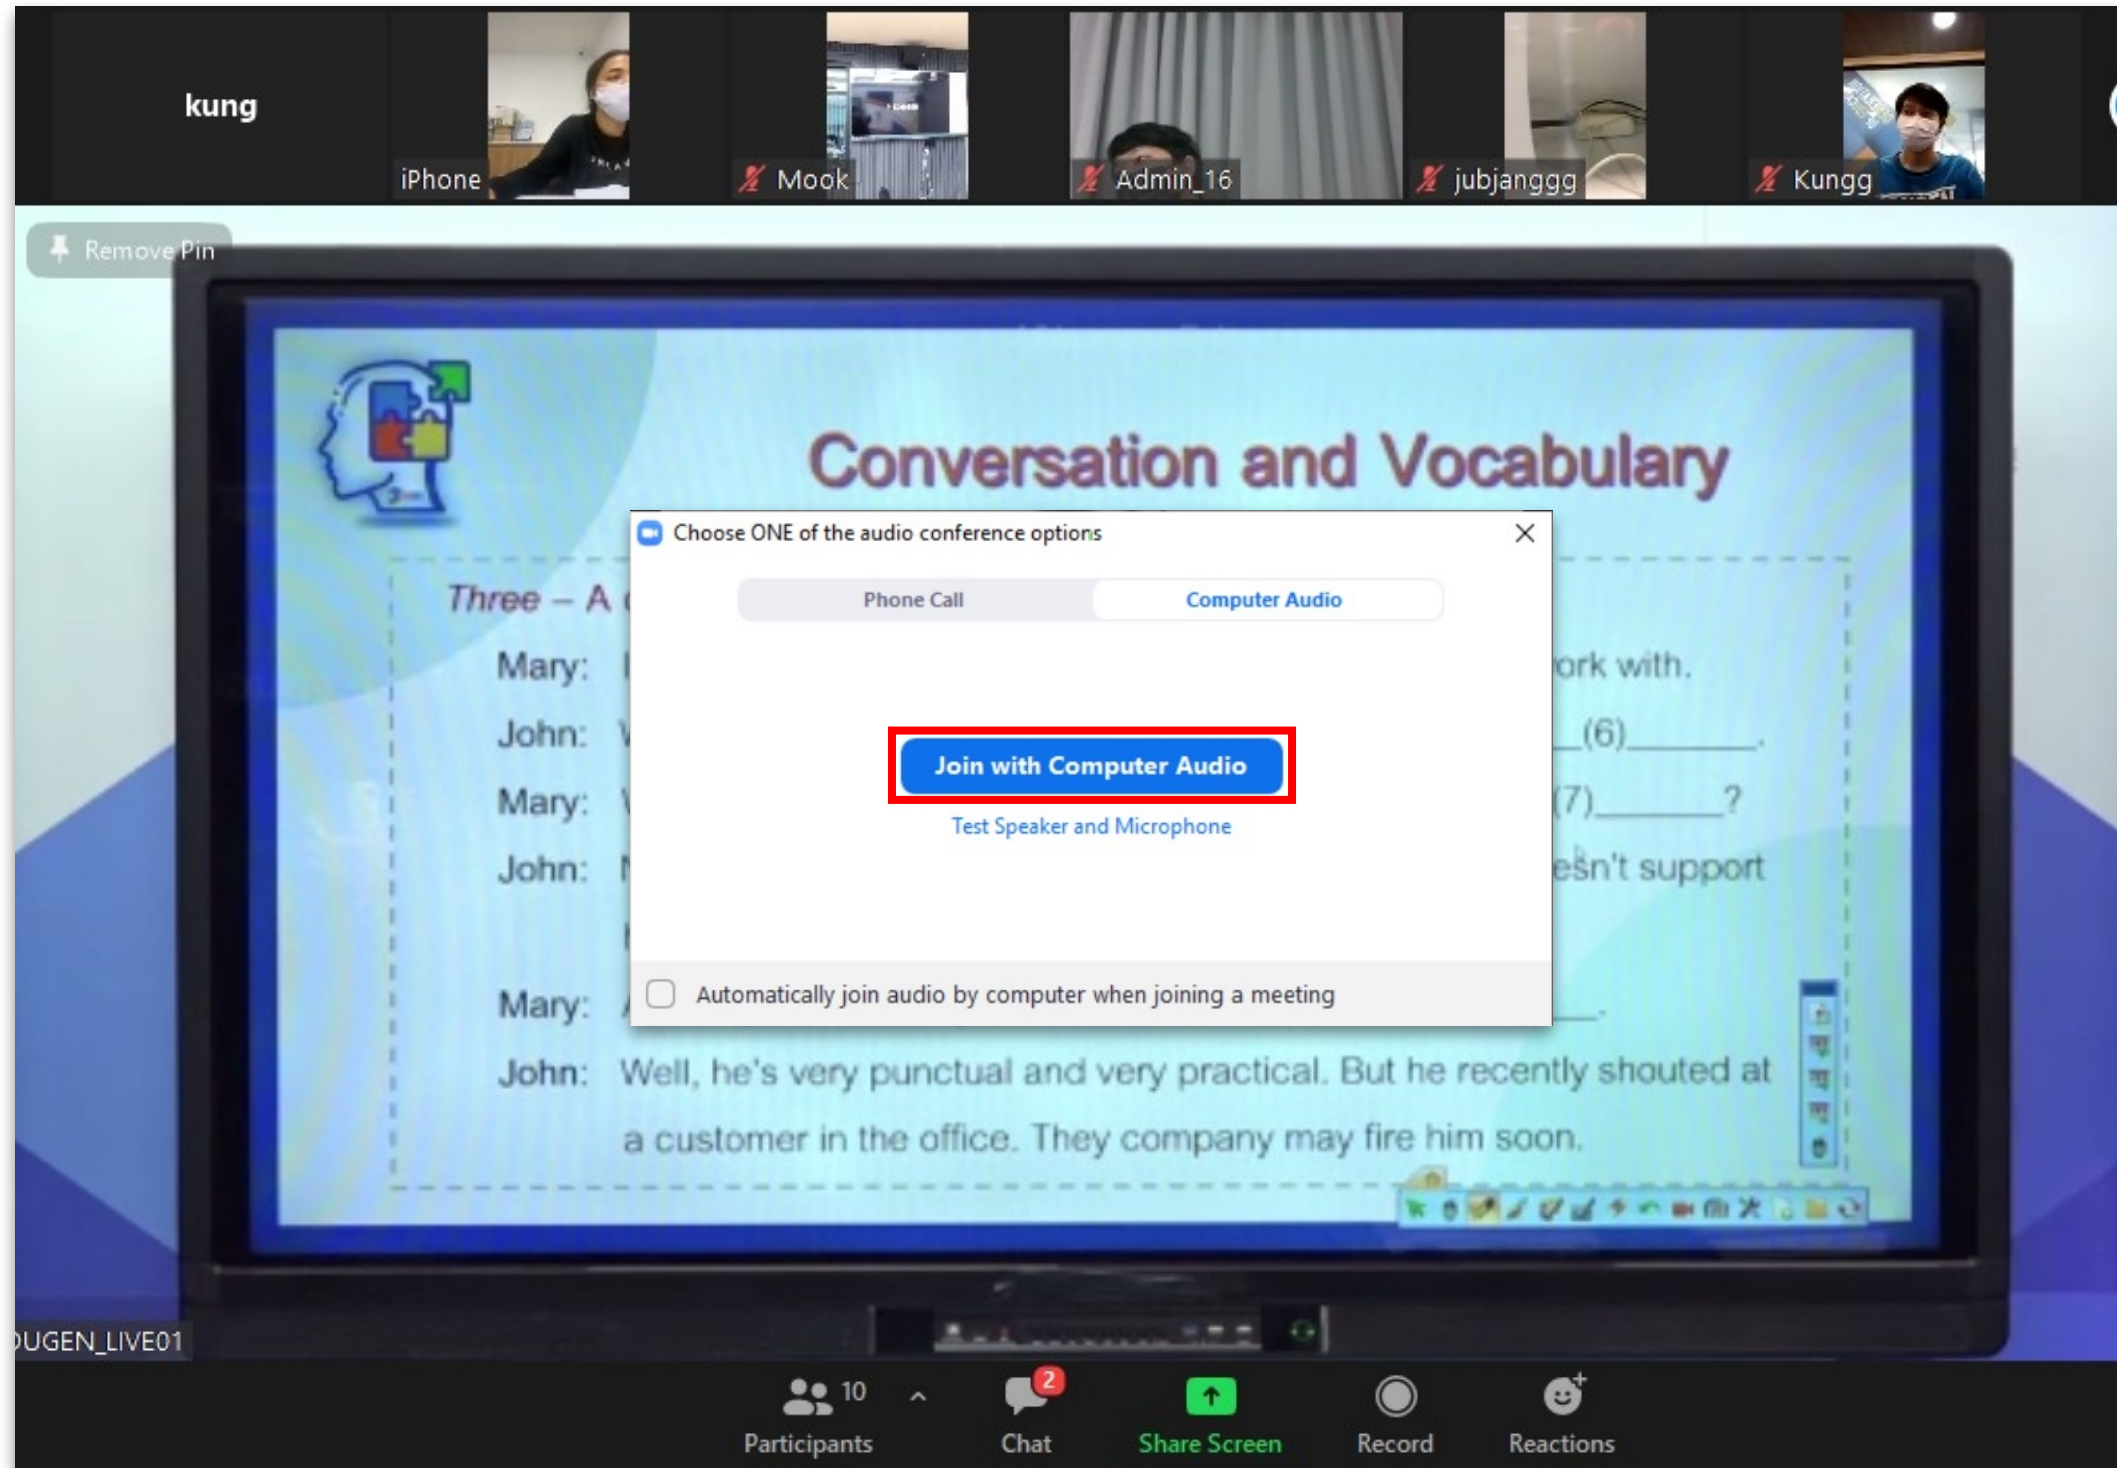 kung
iPhone
Mook
Admin_16
jubjanggg
Kungg
Remove Pin
Conversation and Vocabulary
Choose ONE of the audio conference options
Phone Call
Computer Audio
Three – A
Mary:
ork with.
John:
(6)
.
Join with Computer Audio
Mary:
(7)_______?
Test Speaker and Microphone
John:
esn't support
Automatically join audio by computer when joining a meeting
Mary:
John: Well, he's very punctual and very practical. But he recently shouted at
a customer in the office. They company may fire him soon.
DUGEN_LIVE01
10
2
Participants
Chat
Share Screen
Record
Reactions